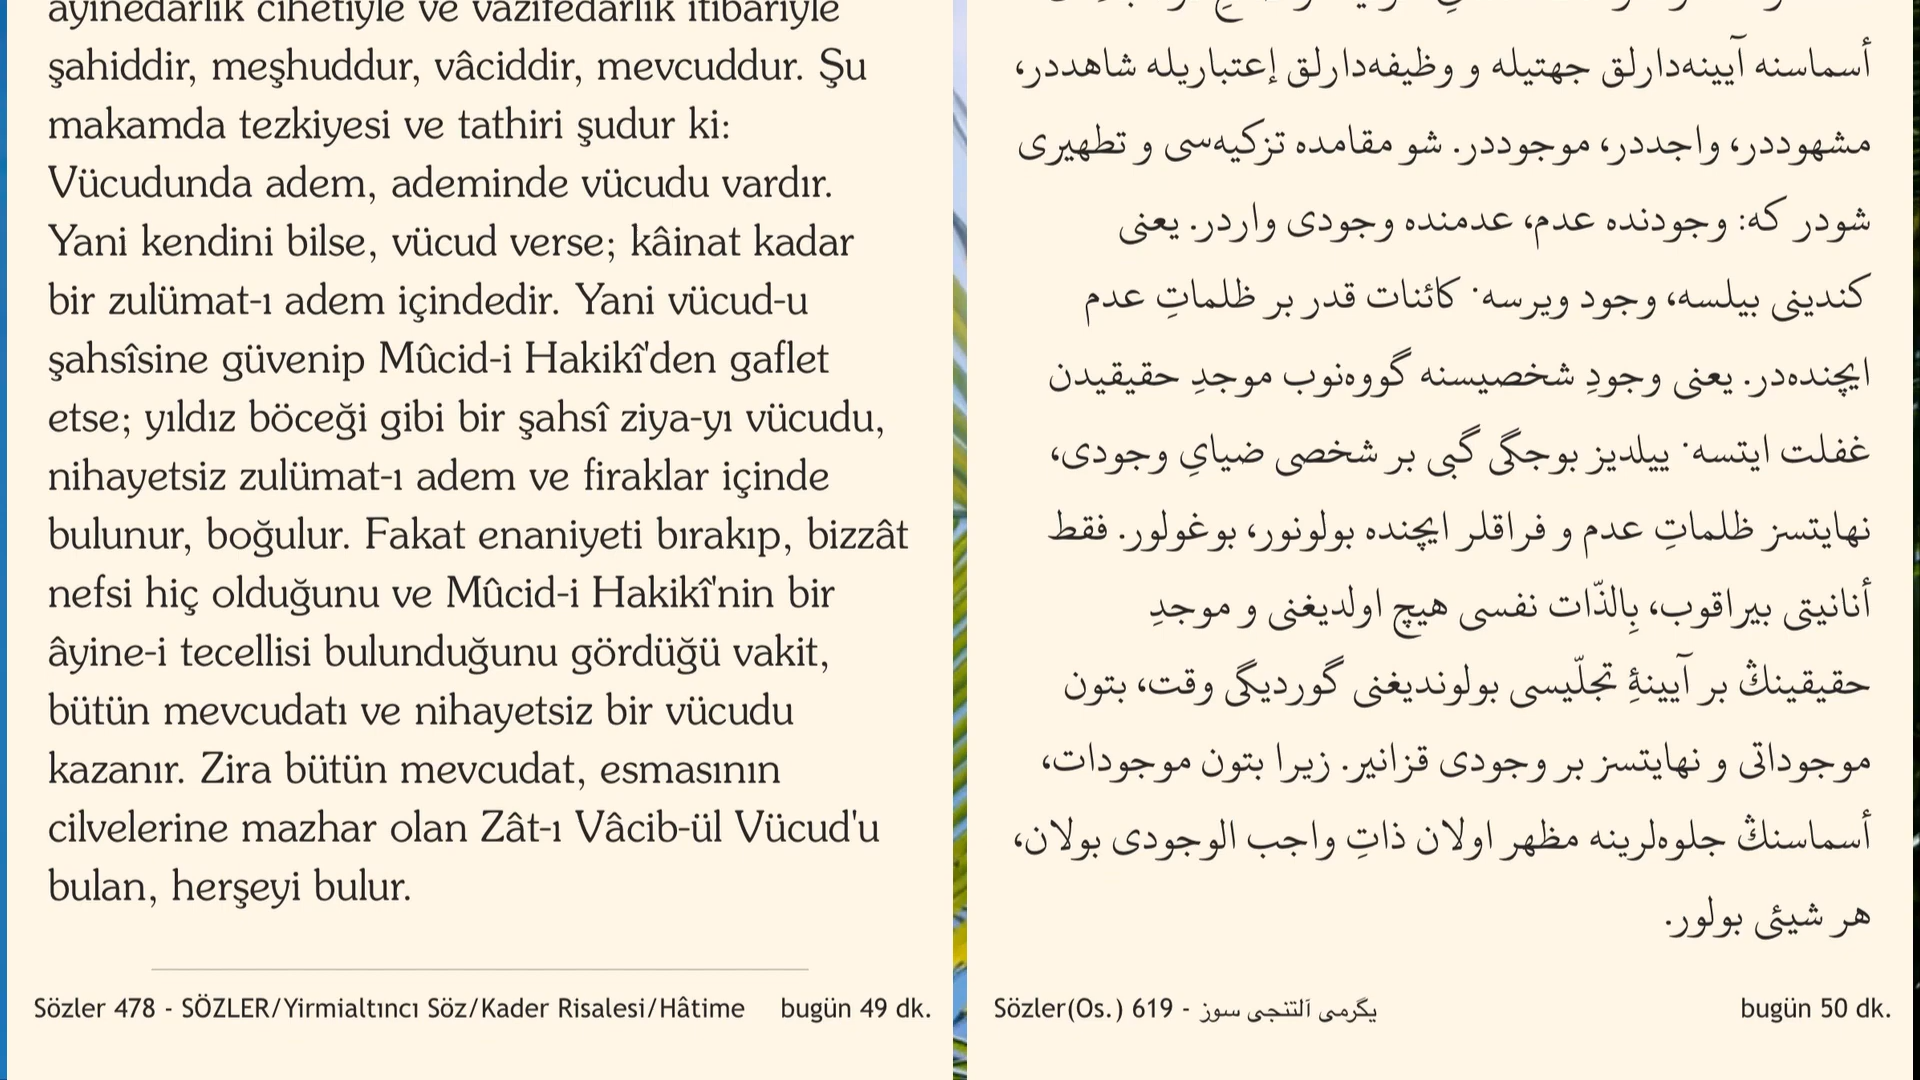 ayinedarlık cihetiyle ve vazifedarlık itibariyle
şahiddir, meşhuddur, vâciddir, mevcuddur. Şu
makamda tezkiyesi ve tathiri şudur ki:
Vücudunda adem, ademinde vücudu vardır.
Yani kendini bilse, vücud verse; kâinat kadar
bir zulümat-ı adem içindedir. Yani vücud-u
şahsîsine güvenip Mûcid-i Hakikî'den gaflet
etse; yıldız böceği gibi bir şahsî ziya-yı vücudu,
nihayetsiz zulümat-ı adem ve firaklar içinde
bulunur, boğulur. Fakat enaniyeti bırakıp, bizzât
nefsi hiç olduğunu ve Mûcid-i Hakikî'nin bir
âyine-i tecellisi bulunduğunu gördüğü vakit,
bütün mevcudatı ve nihayetsiz bir vücudu
kazanır. Zira bütün mevcudat, esmasının
cilvelerine mazhar olan Zât-ı Vâcib-ül Vücud'u
bulan, herşeyi bulur.
Sözler 478 - SÖZLER/Yirmialtıncı Söz/Kader Risalesi/Hâtime bugün 49 dk.
أسماسنه آيينه‌دارلق جهتيله و وظيفه‌دارلق إعتباريله شاهددر،
مشهوددر، واجددر، موجوددر. شو مقامده تزكيه‌سى و تطهيرى
شودر كه: وجودنده عدم، عدمنده وجودى واردر. يعنى
كندينى بيلسه، وجود ويرسه؛ كائنات قدر بر ظلماتِ عدم
ايچنده‌در. يعنى وجودِ شخصيسنه گووه‌نوب موجدِ حقيقيدن
غفلت ايتسه؛ ييلديز بوجگى گبى بر شخصى ضيايِ وجودى،
نهايتسز ظلماتِ عدم و فراقلر ايچنده بولونور، بوغولور. فقط
أنانيتى بيراقوب، بِالذّات نفسى هيچ اولديغنى و موجدِ
حقيقينڭ بر آيينهٔ تجلّيسى بولونديغنى گورديگى وقت، بتون
موجوداتى و نهايتسز بر وجودى قزانير. زيرا بتون موجودات،
أسماسنڭ جلوه‌لرينه مظهر اولان ذاتِ واجب الوجودى بولان،
هر شيئى بولور.
Sözler(Os.) 619 - يگرمى آلتنجى سوز bugün 50 dk.